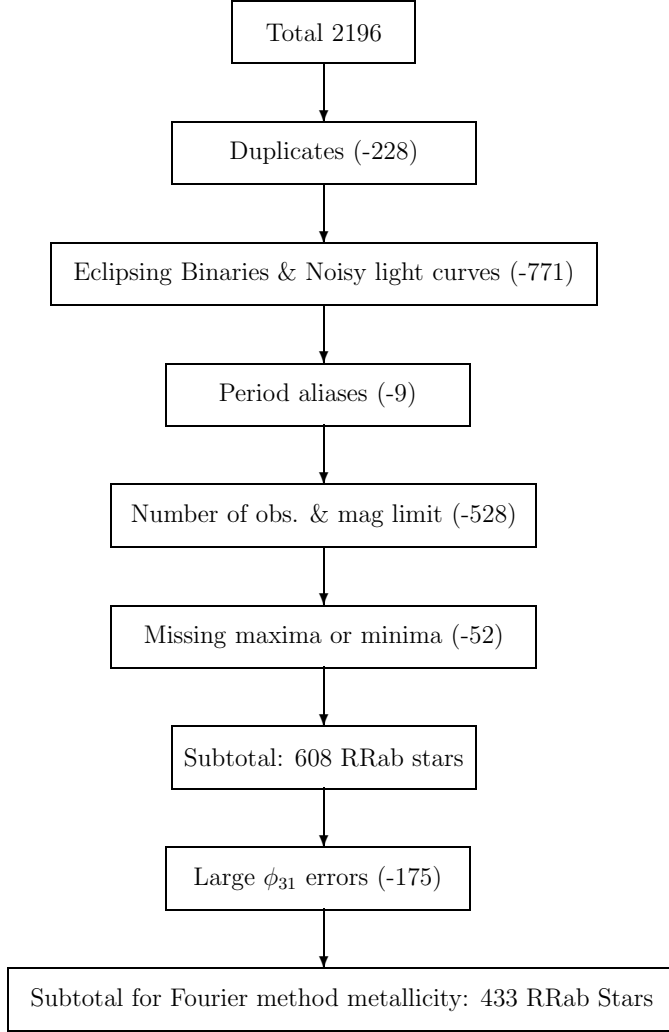 Total 2196
Duplicates (-228)
Eclipsing Binaries & Noisy light curves (-771)
Period aliases (-9)
Number of obs. & mag limit (-528)
Missing maxima or minima (-52)
Subtotal: 608 RRab stars
Large ϕ₃₁ errors (-175)
Subtotal for Fourier method metallicity: 433 RRab Stars